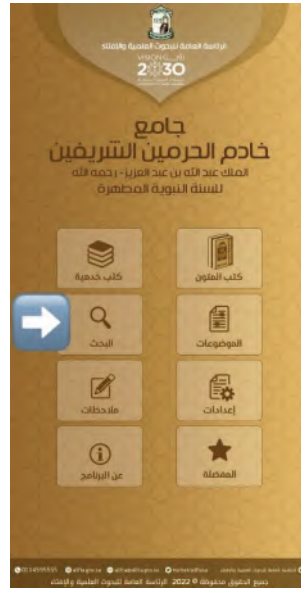 الرئاسة العامة للبحوث العلمية والإفتاء
VISION رؤية
2030
جامع
خادم الحرمين الشريفين
الملك عبد الله بن عبد العزيز - رحمه الله
للسنة النبوية المطهرة
كتب المتون
كتب خدمية
الموضوعات
البحث
إعدادات
ملاحظات
المفضلة
عن البرنامج
جميع الحقوق محفوظة © 2022 الرئاسة العامة للبحوث العلمية والإفتاء